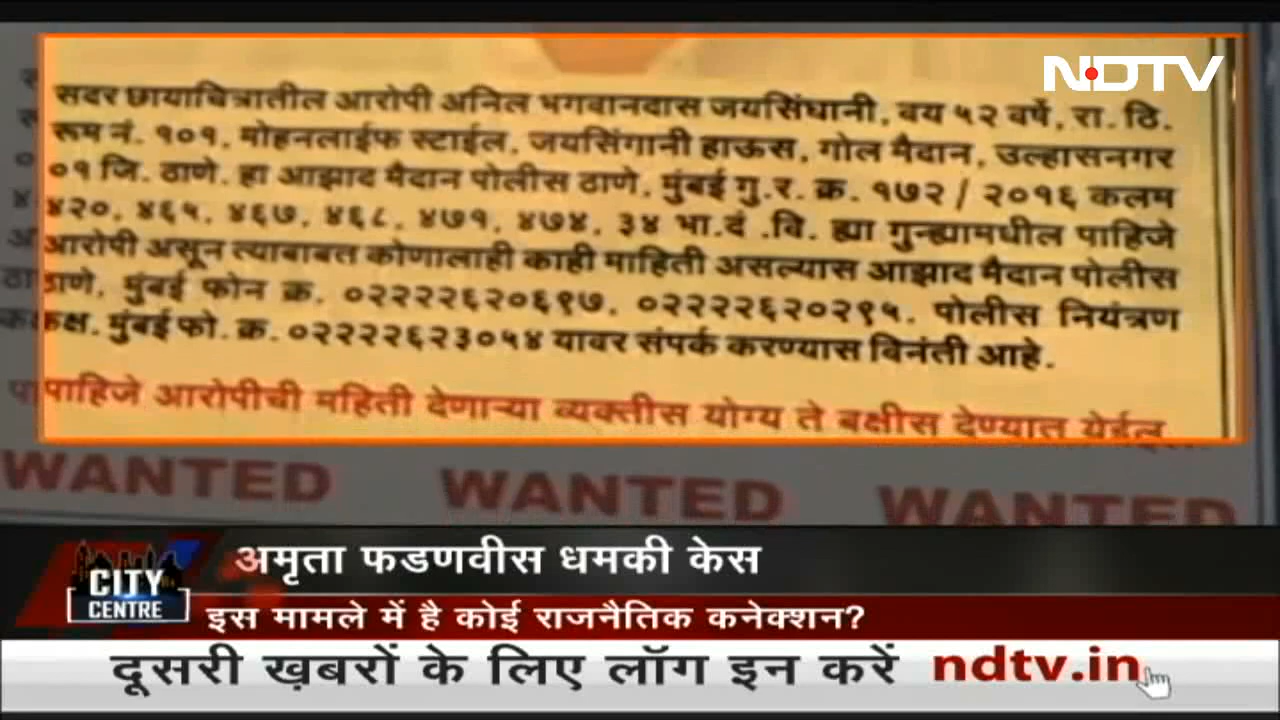 NDTV
सदर छायाचित्रातील आरोपी अनिल भगवानदास जयसिंघानी, वय ५२ वर्षे, रा. ठि.
रूम नं. १०१, मोहनलाईफ स्टाईल, जयसिंगानी हाऊस, गोल मैदान, उल्हासनगर
०१ जि. ठाणे. हा आझाद मैदान पोलीस ठाणे, मुंबई गु.र. क्र. १७२ / २०१६ कलम
४२०, ४६५, ४६७, ४६८, ४७१, ४७४, ३४ भा.दं .वि. ह्या गुन्ह्यामधील पाहिजे
आरोपी असून त्याबाबत कोणालाही काही माहिती असल्यास आझाद मैदान पोलीस
ठाणे, मुंबई फोन क्र. ०२२२२६२०६१७, ०२२२२६२०२९५. पोलीस नियंत्रण
कक्ष. मुंबई फो. क्र. ०२२२२६२३०५४ यावर संपर्क करण्यास विनंती आहे.
पाहिजे आरोपीची महिती देणाऱ्या व्यक्तीस योग्य ते बक्षीस देण्यात येईल.
WANTED WANTED WANTED
CITY
CENTRE
अमृता फडणवीस धमकी केस
इस मामले में है कोई राजनैतिक कनेक्शन?
दूसरी ख़बरों के लिए लॉग इन करें ndtv.in